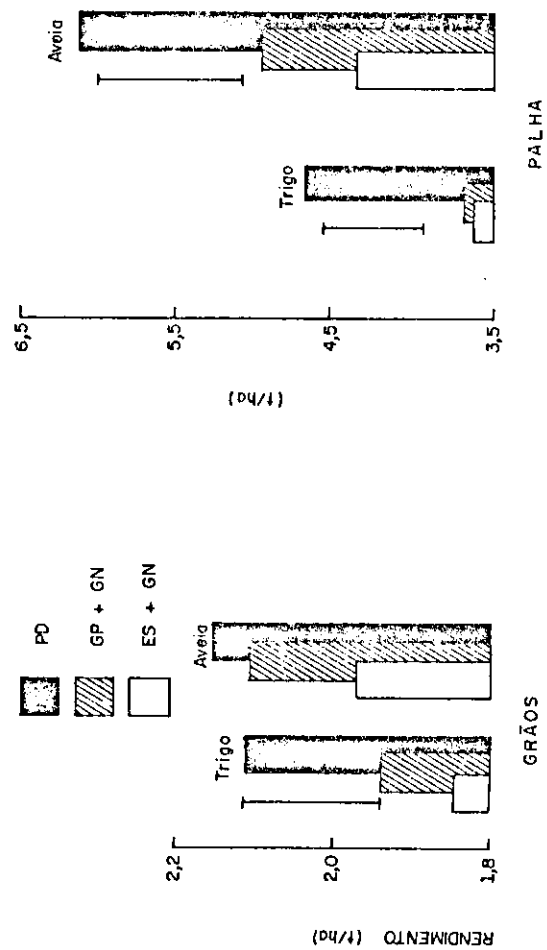 PD
GP + GN
ES + GN
RENDIMENTO (t/ha)
2,2
2,0
1,8
Trigo
Aveia
GRÃOS
(t/ha)
6,5
5,5
4,5
3,5
Trigo
Aveia
PALHA